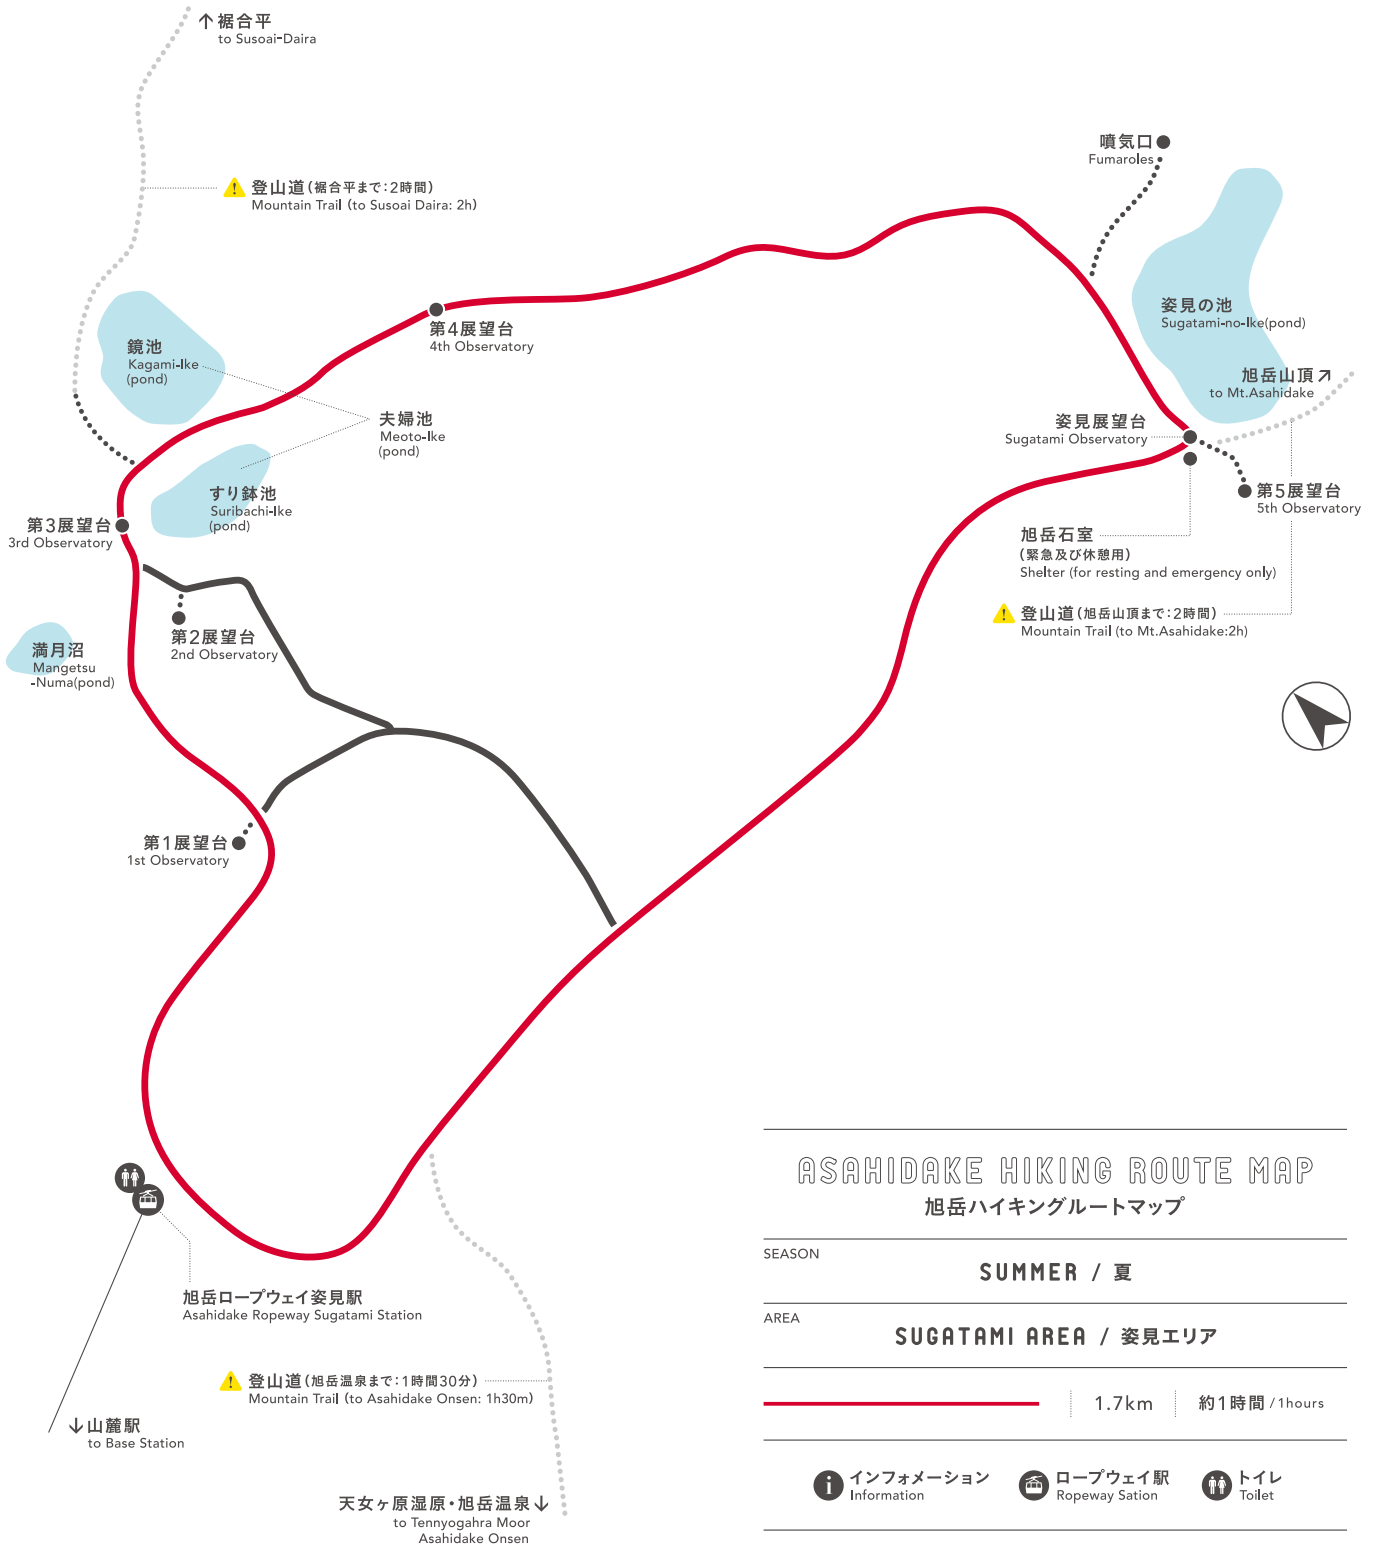 ↑裾合平
to Susoai-Daira
噴気口
Fumaroles
登山道(裾合平まで:2時間)
Mountain Trail (to Susoai Daira: 2h)
姿見の池
Sugatami-no-Ike(pond)
第4展望台
4th Observatory
鏡池
Kagami-Ike
(pond)
旭岳山頂↗
to Mt.Asahidake
夫婦池
Meoto-Ike
(pond)
姿見展望台
Sugatami Observatory
すり鉢池
Suribachi-Ike
(pond)
第5展望台
5th Observatory
第3展望台
3rd Observatory
旭岳石室
(緊急及び休憩用)
Shelter (for resting and emergency only)
登山道(旭岳山頂まで:2時間)
Mountain Trail (to Mt.Asahidake:2h)
第2展望台
2nd Observatory
満月沼
Mangetsu
-Numa(pond)
第1展望台
1st Observatory
旭岳ロープウェイ姿見駅
Asahidake Ropeway Sugatami Station
登山道(旭岳温泉まで:1時間30分)
Mountain Trail (to Asahidake Onsen: 1h30m)
↓山麓駅
to Base Station
天女ヶ原湿原・旭岳温泉↓
to Tennyogahra Moor
Asahidake Onsen
ASAHIDAKE HIKING ROUTE MAP
旭岳ハイキングルートマップ
SEASON
SUMMER / 夏
AREA
SUGATAMI AREA / 姿見エリア
1.7km 約1時間 / 1hours
インフォメーション
Information
ロープウェイ駅
Ropeway Sation
トイレ
Toilet